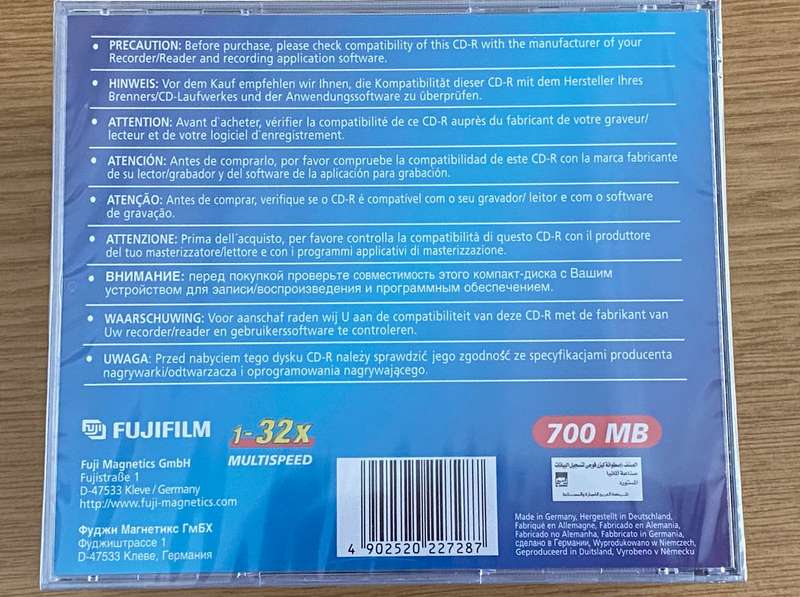 • PRECAUTION: Before purchase, please check compatibility of this CD-R with the manufacturer of your
Recorder/Reader and recording application software.
• HINWEIS: Vor dem Kauf empfehlen wir Ihnen, die Kompatibilität dieser CD-R mit dem Hersteller Ihres
Brenners/CD-Laufwerkes und der Anwendungssoftware zu überprüfen.
• ATTENTION: Avant d'acheter, vérifier la compatibilité de ce CD-R auprès du fabricant de votre graveur/
lecteur et de votre logiciel d'enregistrement.
• ATENCIÓN: Antes de comprarlo, por favor compruebe la compatibilidad de este CD-R con la marca fabricante
de su lector/grabador y del software de la aplicación para grabación.
• ATENÇÃO: Antes de comprar, verifique se o CD-R é compatível com o seu gravador/ leitor e com o software
de gravação.
• ATTENZIONE: Prima dell'acquisto, per favore controlla la compatibilità di questo CD-R con il produttore
del tuo masterizzatore/lettore e con i programmi applicativi di masterizzazione.
• ВНИМАНИЕ: перед покупкой проверьте совместимость этого компакт-диска с Вашим
устройством для записи/воспроизведения и программным обеспечением.
• WAARSCHUWING: Voor aanschaf raden wij U aan de compatibiliteit van deze CD-R met de fabrikant van
Uw recorder/reader en gebruikerssoftware te controleren.
• UWAGA: Przed nabyciem tego dysku CD-R należy sprawdzić jego zgodność ze specyfikacjami producenta
nagrywarki/odtwarzacza i oprogramowania nagrywającego.
FUJI FUJIFILM
1-32x
MULTISPEED
700 MB
Fuji Magnetics GmbH
Fujistraße 1
D-47533 Kleve / Germany
http://www.fuji-magnetics.com
Фуджи Магнетикс ГмБХ
Фуджиштрассе 1
D-47533 Клеве, Германия
4 902520 227287
صناعة ألمانيا
المستورد
Made in Germany, Hergestellt in Deutschland,
Fabriqué en Allemagne, Fabricado en Alemania,
Fabricado no Alemanha, Fabbricato in Germania,
сделано в Германии, Wyprodukowano w Niemczech,
Geproduceerd in Duitsland, Vyrobeno v Německu